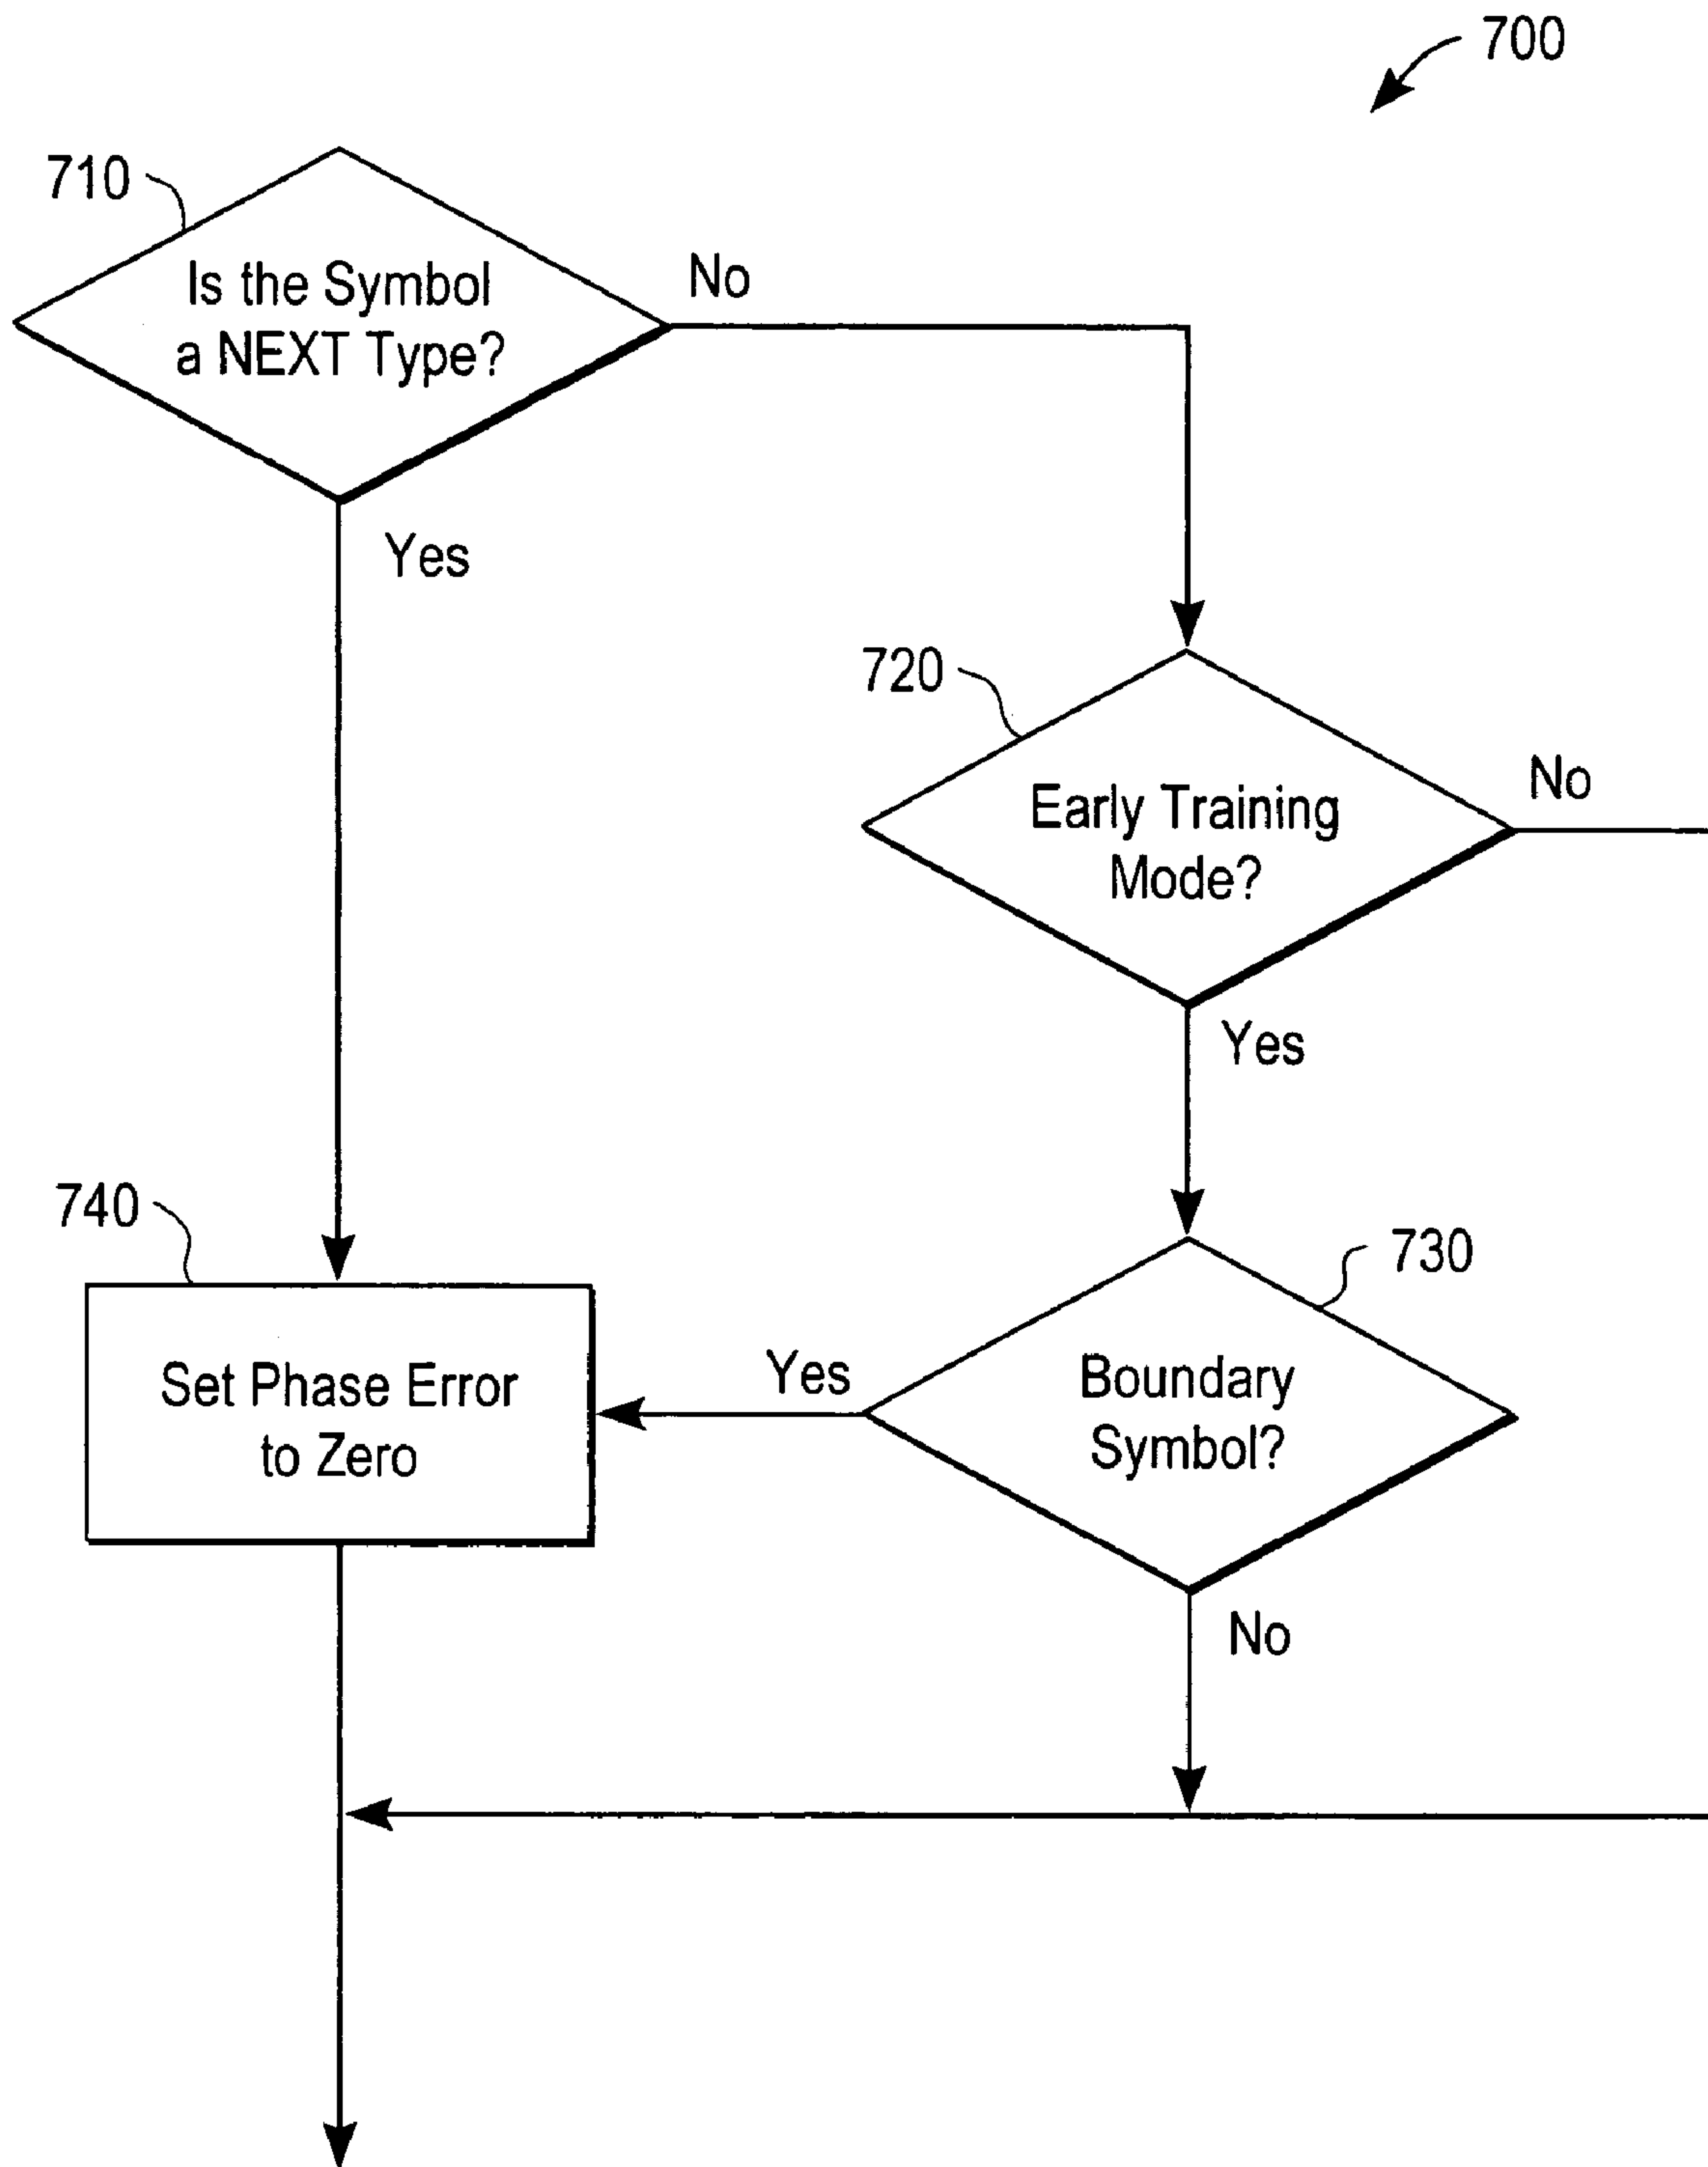 700
710
Is the Symbol
a NEXT Type?
No
Yes
720
Early Training
Mode?
No
Yes
740
Set Phase Error
to Zero
Yes
730
Boundary
Symbol?
No